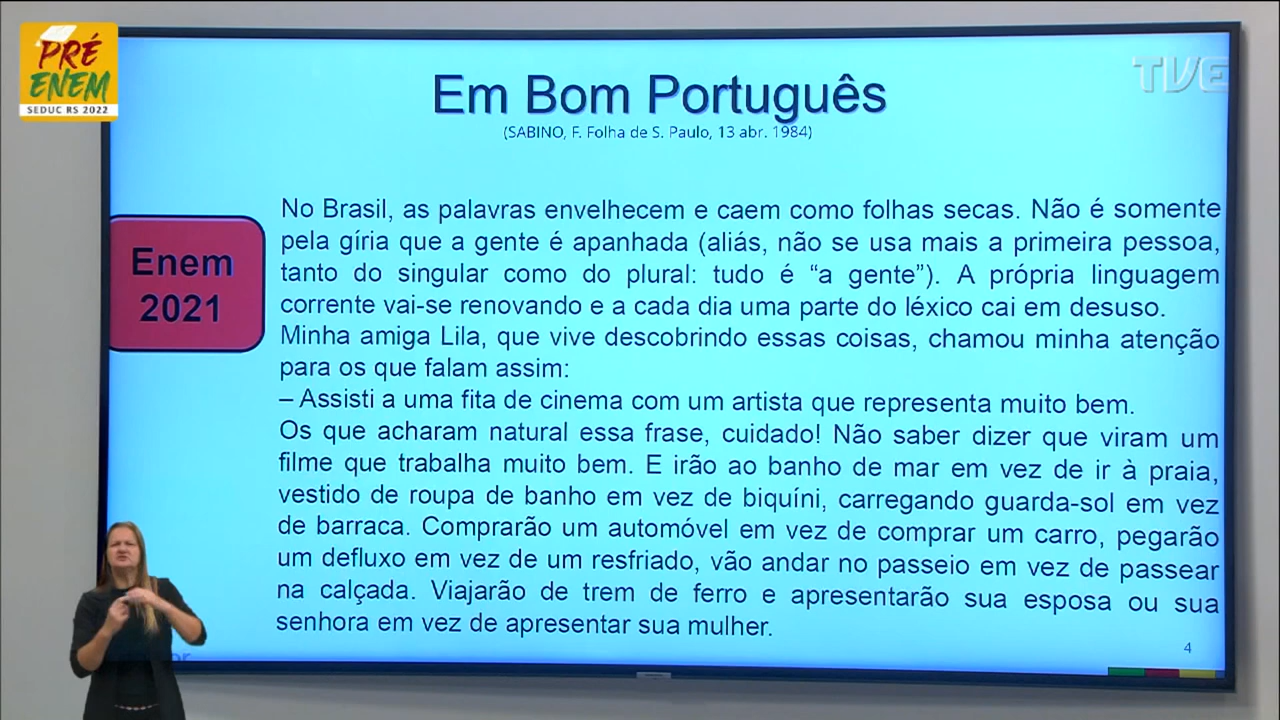 PRÉ
ENEM
SEDUC RS 2022
TVE
Em Bom Português
(SABINO, F. Folha de S. Paulo, 13 abr. 1984)
Enem
2021
No Brasil, as palavras envelhecem e caem como folhas secas. Não é somente
pela gíria que a gente é apanhada (aliás, não se usa mais a primeira pessoa,
tanto do singular como do plural: tudo é “a gente”). A própria linguagem
corrente vai-se renovando e a cada dia uma parte do léxico cai em desuso.
Minha amiga Lila, que vive descobrindo essas coisas, chamou minha atenção
para os que falam assim:
– Assisti a uma fita de cinema com um artista que representa muito bem.
Os que acharam natural essa frase, cuidado! Não saber dizer que viram um
filme que trabalha muito bem. E irão ao banho de mar em vez de ir à praia,
vestido de roupa de banho em vez de biquíni, carregando guarda-sol em vez
de barraca. Comprarão um automóvel em vez de comprar um carro, pegarão
um defluxo em vez de um resfriado, vão andar no passeio em vez de passear
na calçada. Viajarão de trem de ferro e apresentarão sua esposa ou sua
senhora em vez de apresentar sua mulher.
4